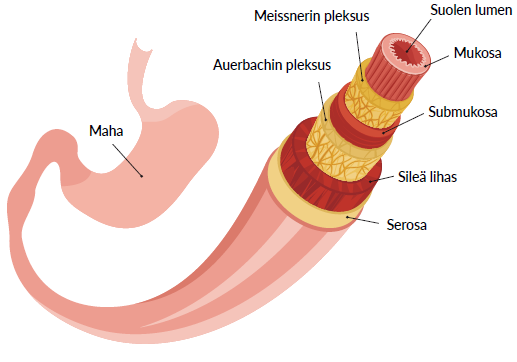 Suolen lumen
Meissnerin pleksus
Mukosa
Auerbachin pleksus
Submukosa
Maha
Sileä lihas
Serosa